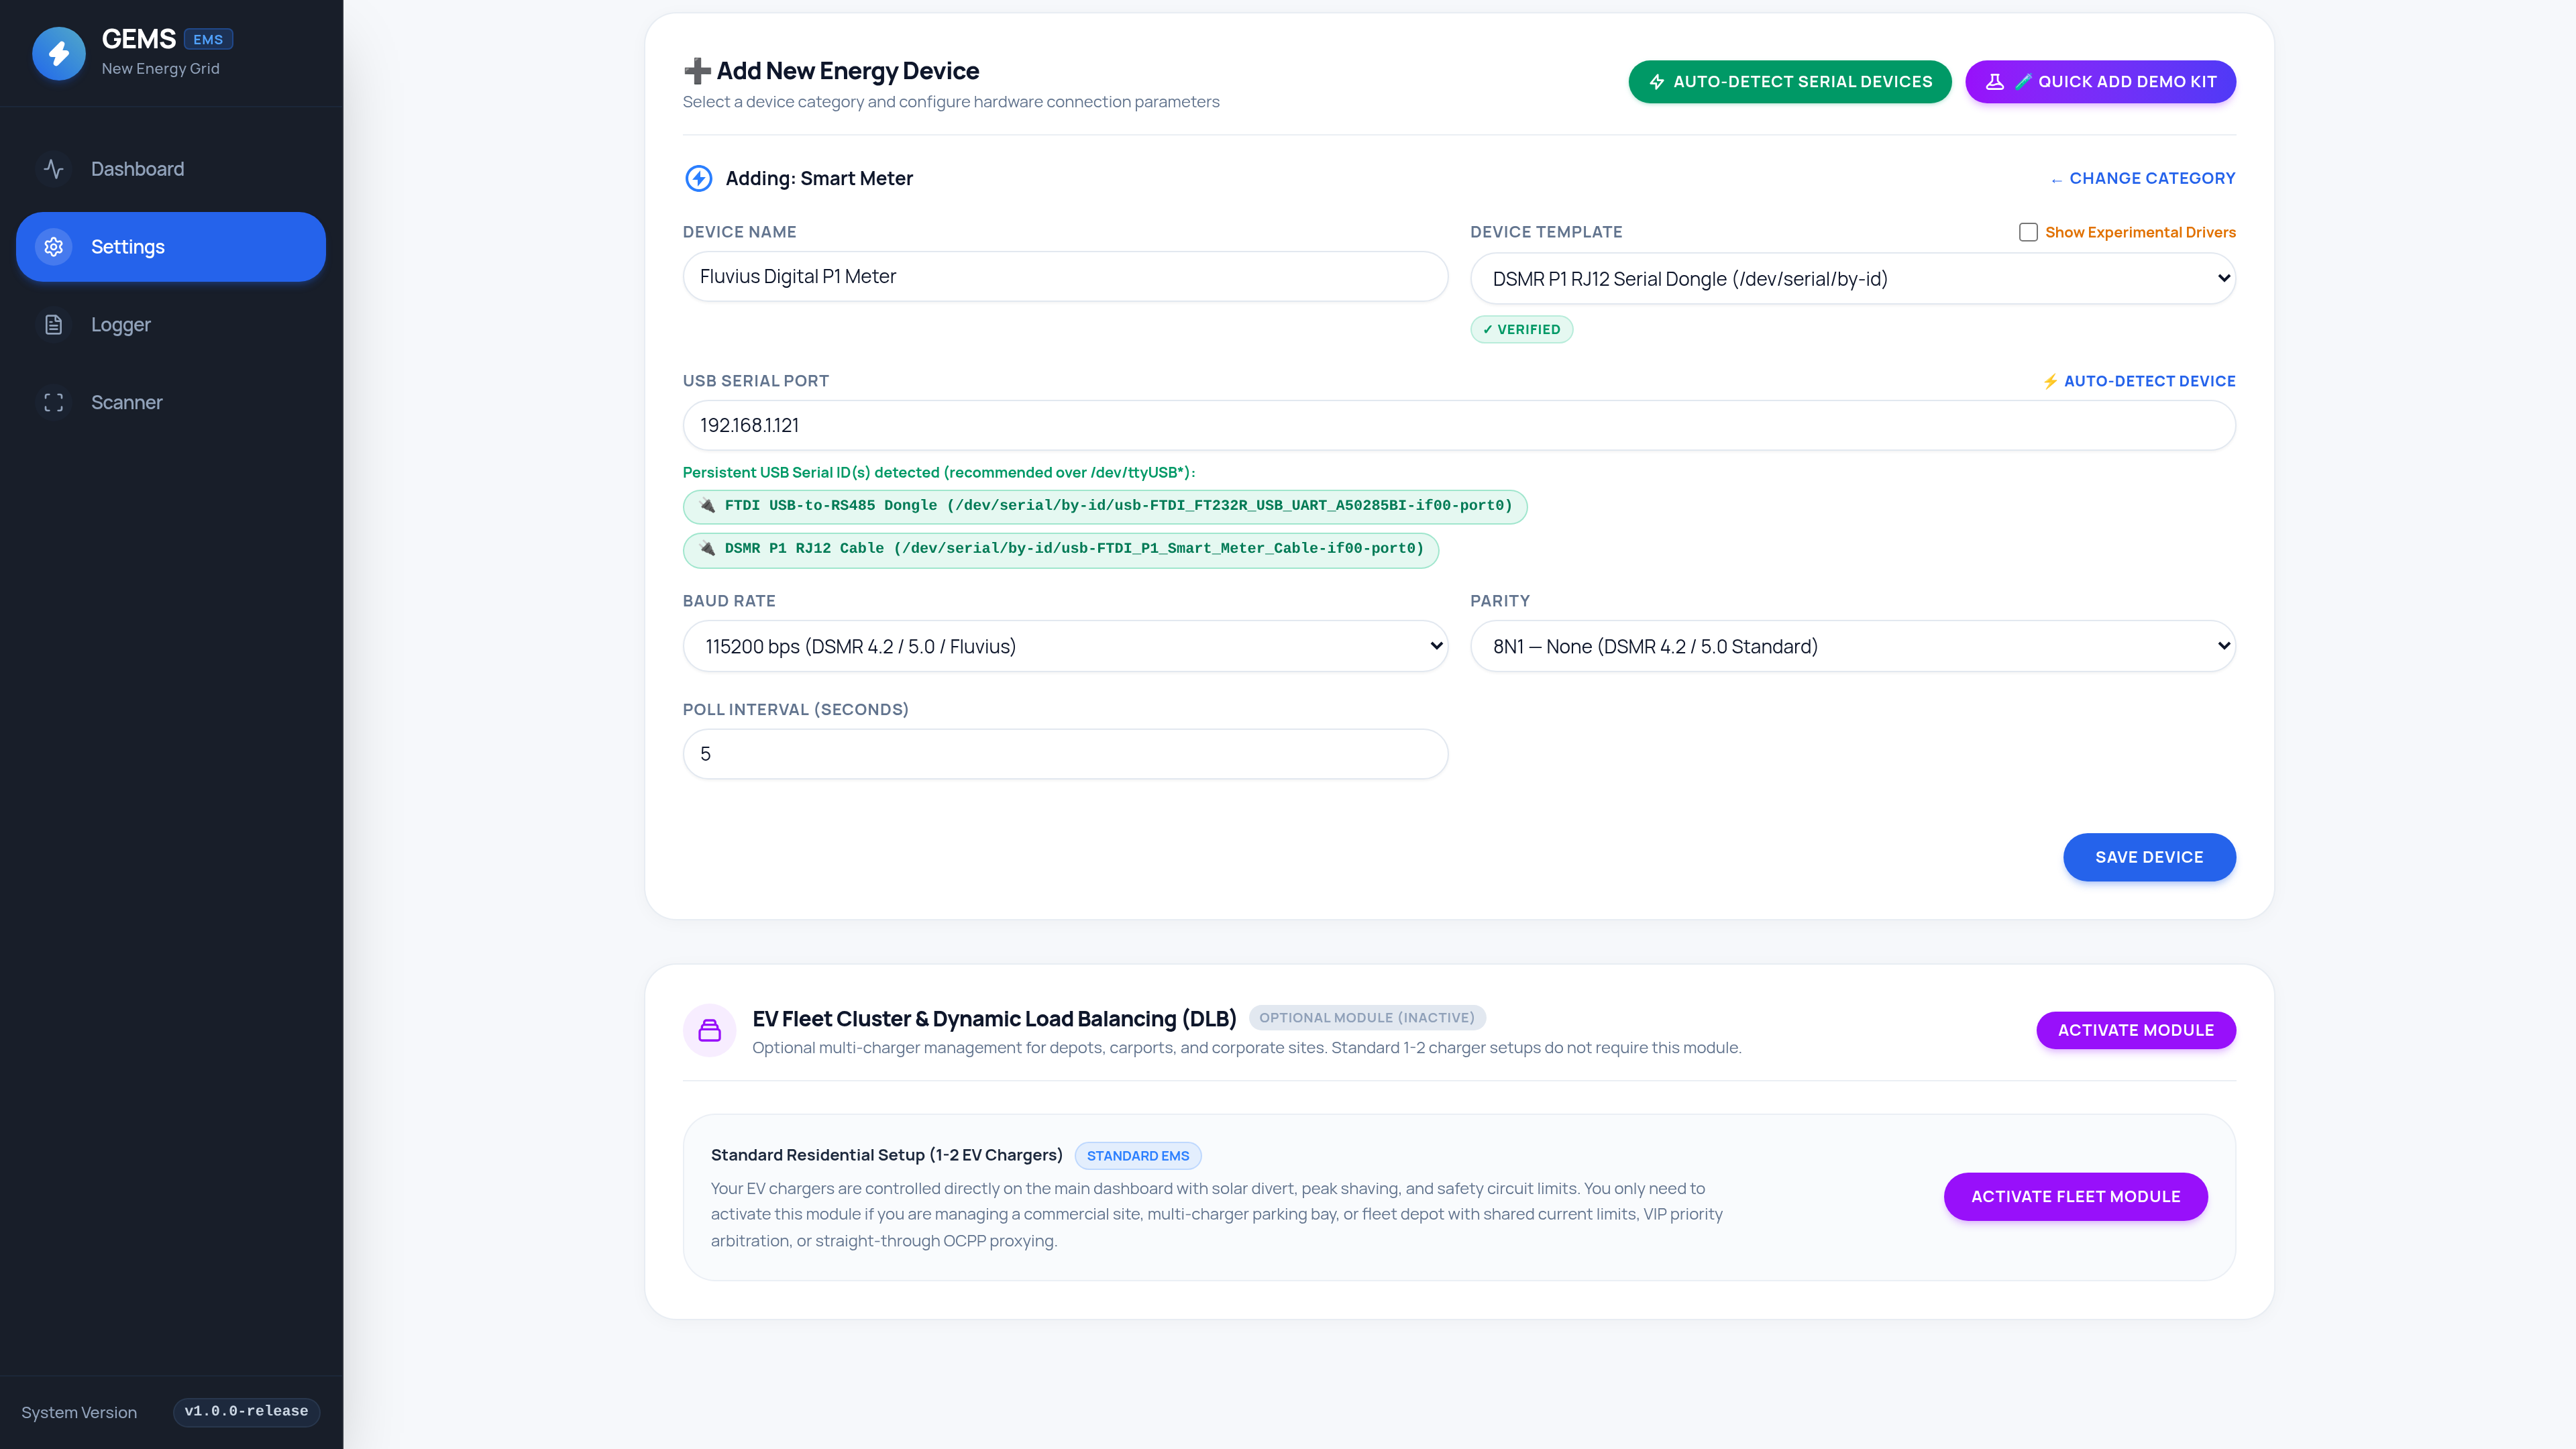 GEMS EMS
New Energy Grid
Dashboard
Settings
Logger
Scanner
System Version v1.0.0-release
➕ Add New Energy Device
Select a device category and configure hardware connection parameters
AUTO-DETECT SERIAL DEVICES
🧪 QUICK ADD DEMO KIT
Adding: Smart Meter
← CHANGE CATEGORY
DEVICE NAME
Fluvius Digital P1 Meter
DEVICE TEMPLATE
Show Experimental Drivers
DSMR P1 RJ12 Serial Dongle (/dev/serial/by-id)
✓ VERIFIED
USB SERIAL PORT
⚡ AUTO-DETECT DEVICE
192.168.1.121
Persistent USB Serial ID(s) detected (recommended over /dev/ttyUSB*):
🔌 FTDI USB-to-RS485 Dongle (/dev/serial/by-id/usb-FTDI_FT232R_USB_UART_A50285BI-if00-port0)
🔌 DSMR P1 RJ12 Cable (/dev/serial/by-id/usb-FTDI_P1_Smart_Meter_Cable-if00-port0)
BAUD RATE
115200 bps (DSMR 4.2 / 5.0 / Fluvius)
PARITY
8N1 — None (DSMR 4.2 / 5.0 Standard)
POLL INTERVAL (SECONDS)
5
SAVE DEVICE
EV Fleet Cluster & Dynamic Load Balancing (DLB) OPTIONAL MODULE (INACTIVE)
Optional multi-charger management for depots, carports, and corporate sites. Standard 1-2 charger setups do not require this module.
ACTIVATE MODULE
Standard Residential Setup (1-2 EV Chargers) STANDARD EMS
Your EV chargers are controlled directly on the main dashboard with solar divert, peak shaving, and safety circuit limits. You only need to
activate this module if you are managing a commercial site, multi-charger parking bay, or fleet depot with shared current limits, VIP priority
arbitration, or straight-through OCPP proxying.
ACTIVATE FLEET MODULE